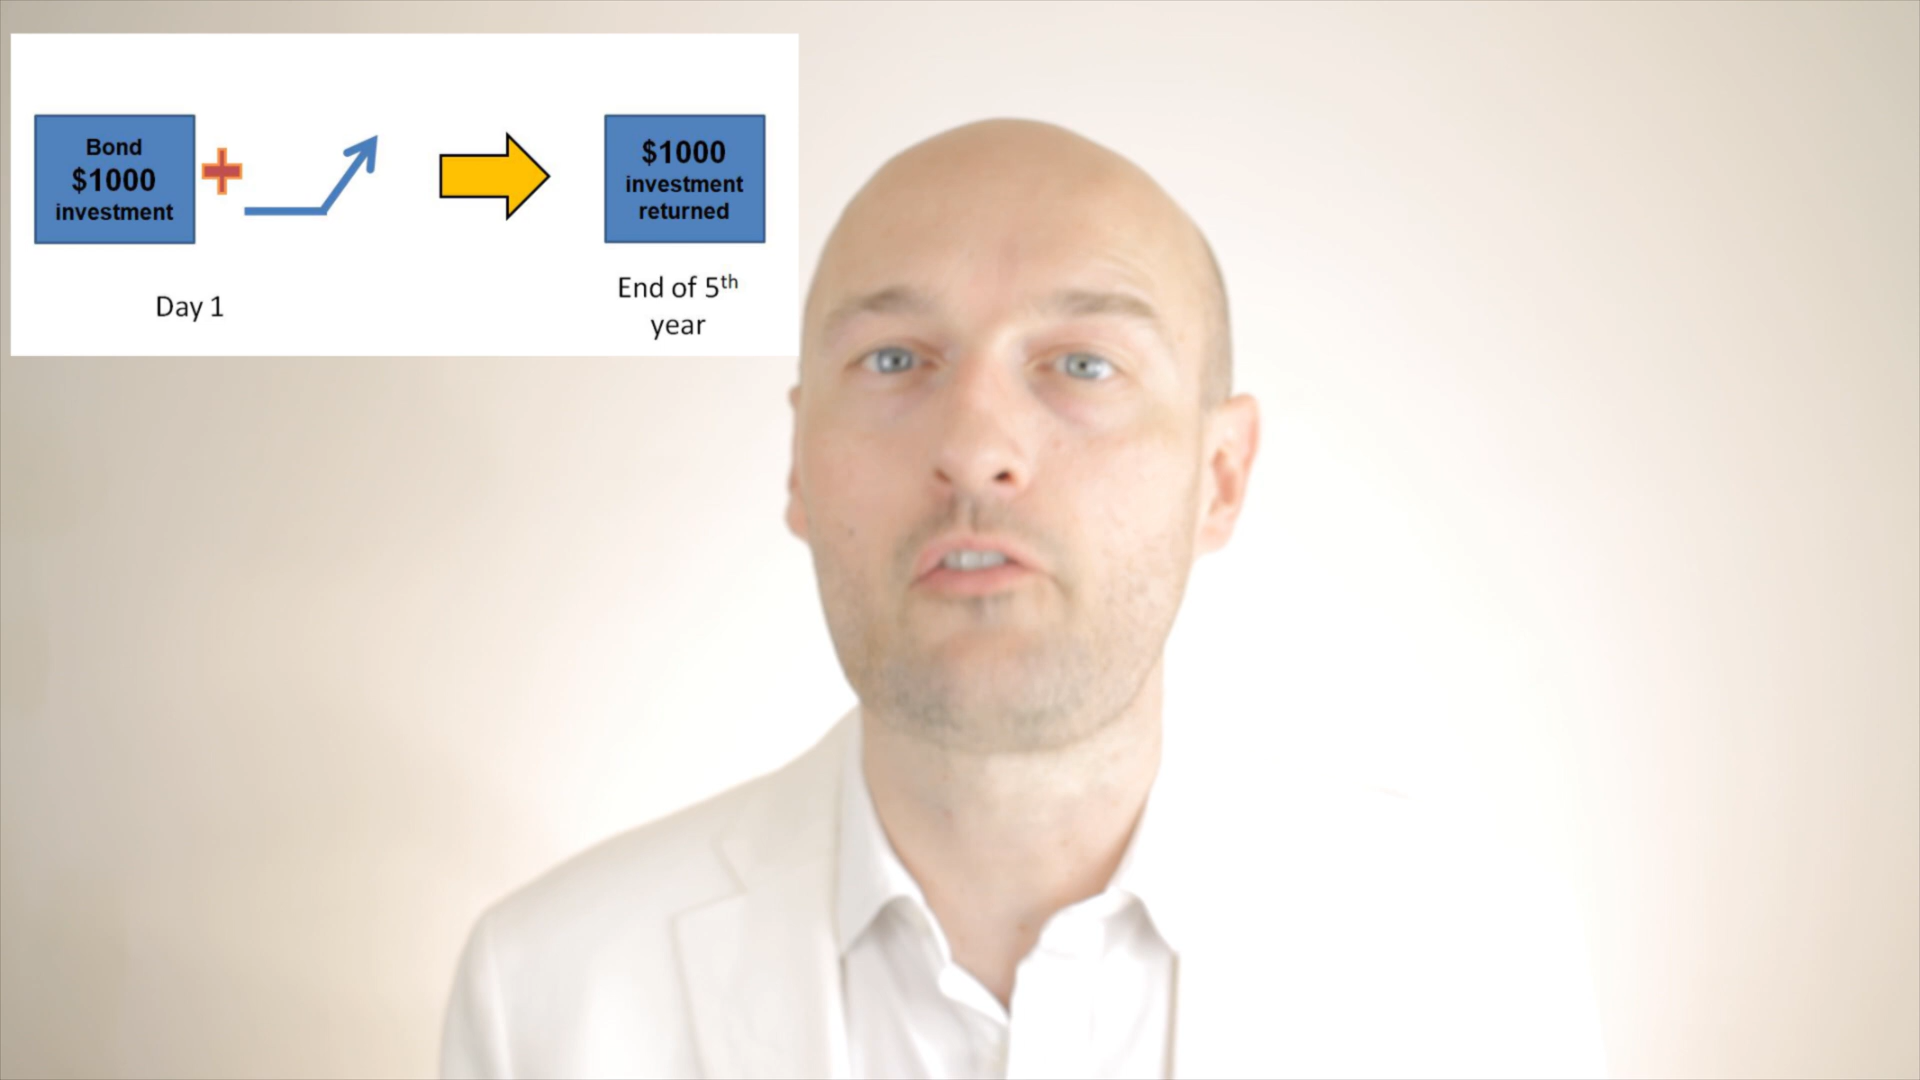 Bond
$1000
investment
$1000
investment
returned
Day 1
End of 5th
year